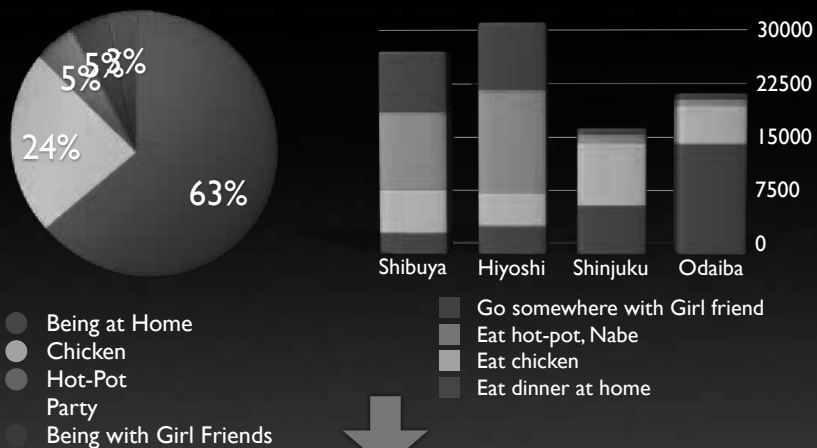 5%
5%
3%
24%
63%
30000
22500
15000
7500
0
Shibuya
Hiyoshi
Shinjuku
Odaiba
Being at Home
Chicken
Hot-Pot
Party
Being with Girl Friends
Go somewhere with Girl friend
Eat hot-pot, Nabe
Eat chicken
Eat dinner at home